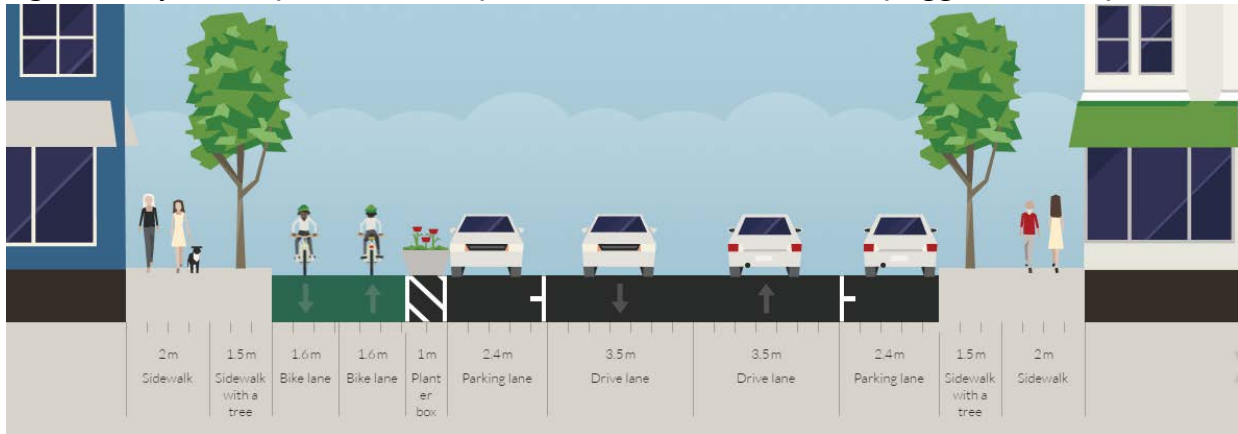 2m
Sidewalk
1.5m
Sidewalk
with a
tree
1.6m
Bike lane
1.6m
Bike lane
1m
Plant
er
box
2.4m
Parking lane
3.5m
Drive lane
3.5m
Drive lane
2.4m
Parking lane
1.5m
Sidewalk
with a
tree
2m
Sidewalk